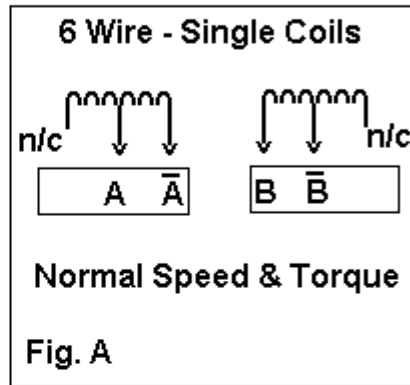 6 Wire - Single Coils
n/c n/c
A A̅ B B̅
Normal Speed & Torque
Fig. A